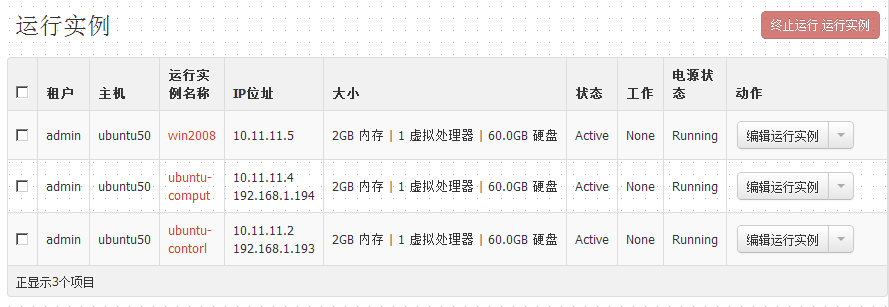 运行实例
终止运行 运行实例
租户 主机 运行实例名称 IP位址 大小 状态 工作 电源状态 动作
admin ubuntu50 win2008 10.11.11.5 2GB 内存 | 1 虚拟处理器 | 60.0GB 硬盘 Active None Running 编辑运行实例
admin ubuntu50 ubuntu-comput 10.11.11.4 192.168.1.194 2GB 内存 | 1 虚拟处理器 | 60.0GB 硬盘 Active None Running 编辑运行实例
admin ubuntu50 ubuntu-contorl 10.11.11.2 192.168.1.193 2GB 内存 | 1 虚拟处理器 | 60.0GB 硬盘 Active None Running 编辑运行实例
正显示3个项目